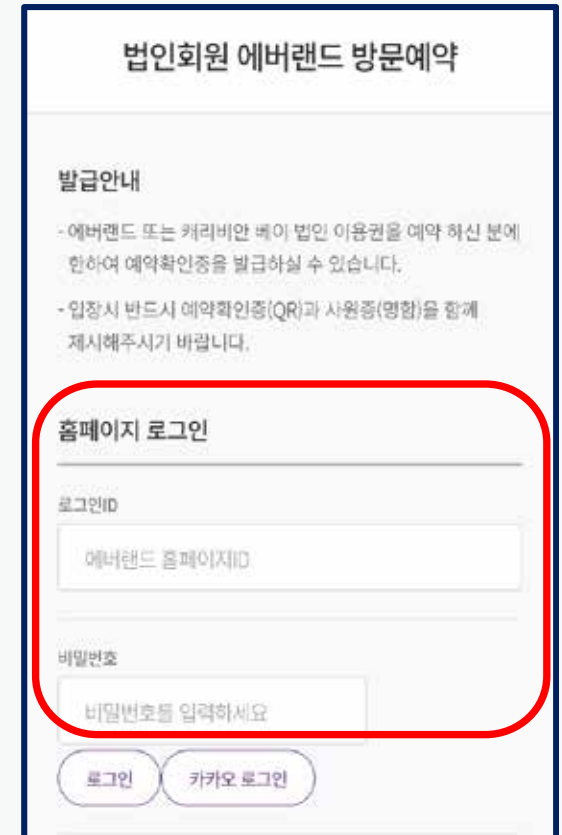 법인회원 에버랜드 방문예약
발급안내
- 에버랜드 또는 캐리비안 베이 법인 이용권을 예약 하신 분에
한하여 예약확인증을 발급하실 수 있습니다.
- 입장시 반드시 예약확인증(QR)과 사원증(명함)을 함께
제시해주시기 바랍니다.
홈페이지 로그인
로그인ID
에버랜드 홈페이지ID
비밀번호
비밀번호를 입력하세요
로그인 카카오 로그인